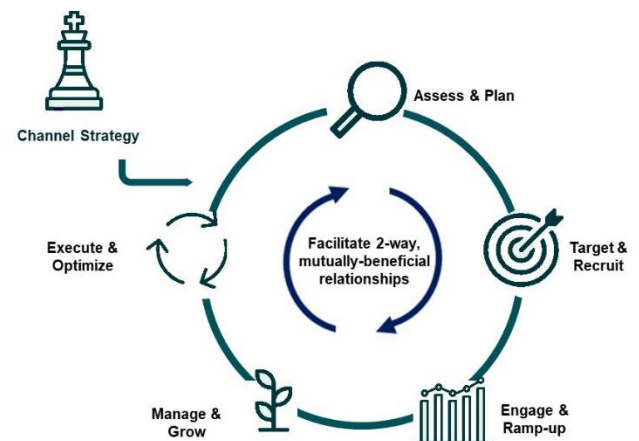 Channel Strategy
Assess & Plan
Target &
Recruit
Engage &
Ramp-up
Manage &
Grow
Execute &
Optimize
Facilitate 2-way,
mutually-beneficial
relationships